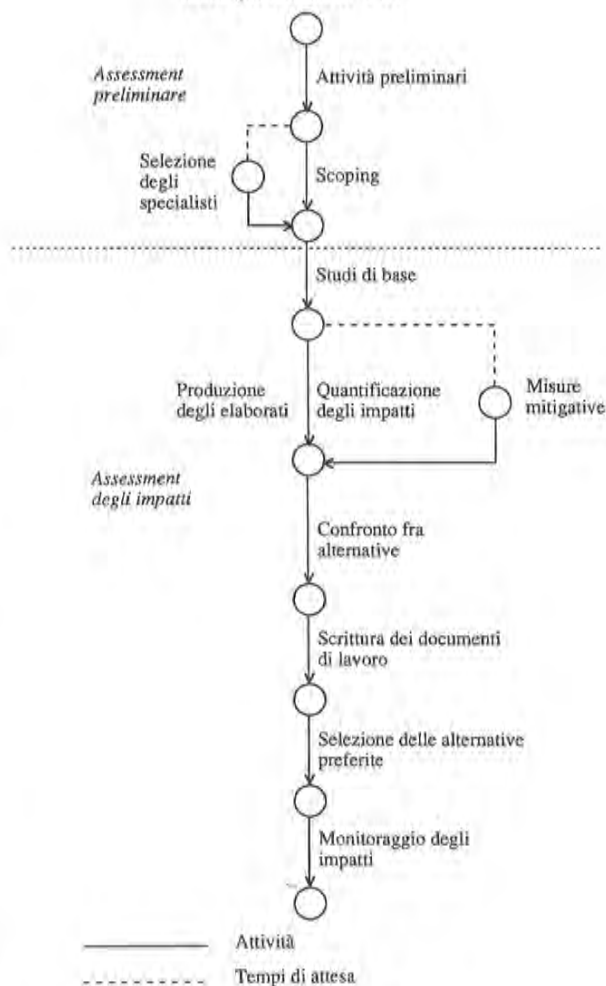 Assessment
preliminare
Attività preliminari
Selezione
degli
specialisti
Scoping
Studi di base
Produzione
degli elaborati
Quantificazione
degli impatti
Misure
mitigative
Assessment
degli impatti
Confronto fra
alternative
Scrittura dei documenti
di lavoro
Selezione delle alternative
preferite
Monitoraggio degli
impatti
Attività
Tempi di attesa